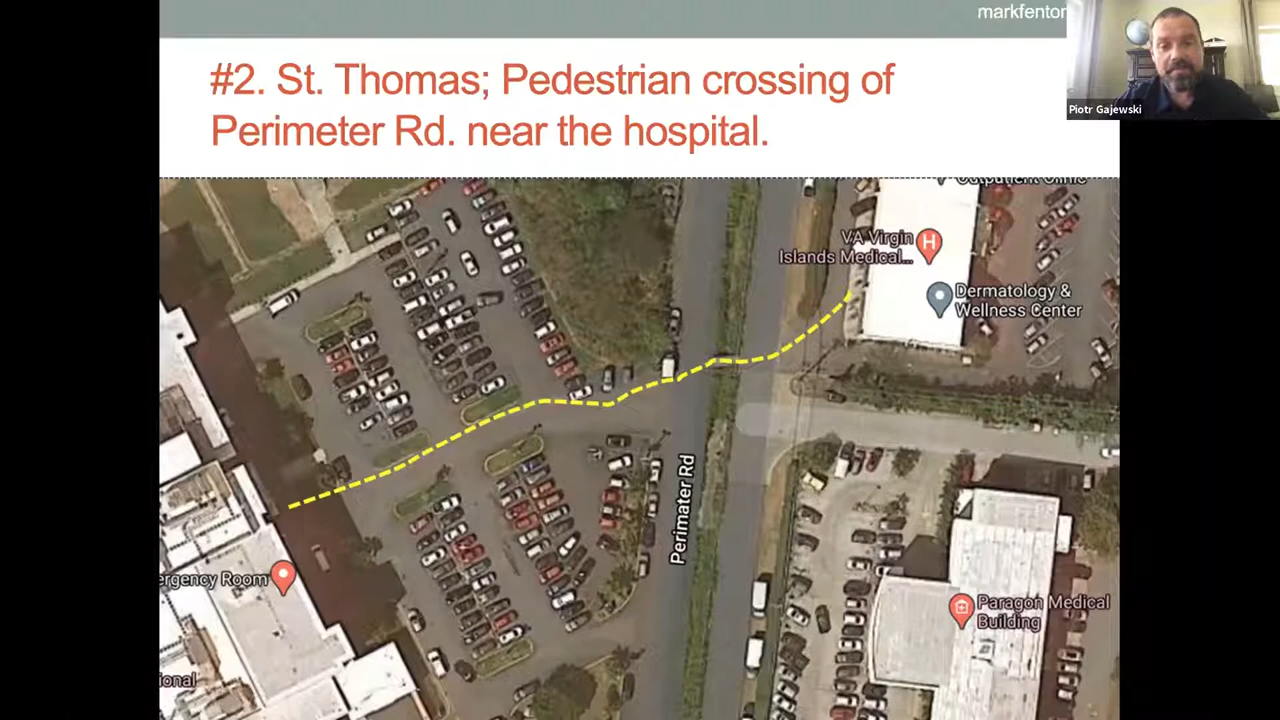 markfenton
Piotr Gajewski
#2. St. Thomas; Pedestrian crossing of
Perimeter Rd. near the hospital.
Outpatient Clinic
VA Virgin
Islands Medical...
Dermatology &
Wellness Center
Perimater Rd
ergency Room
Paragon Medical
Building
ional